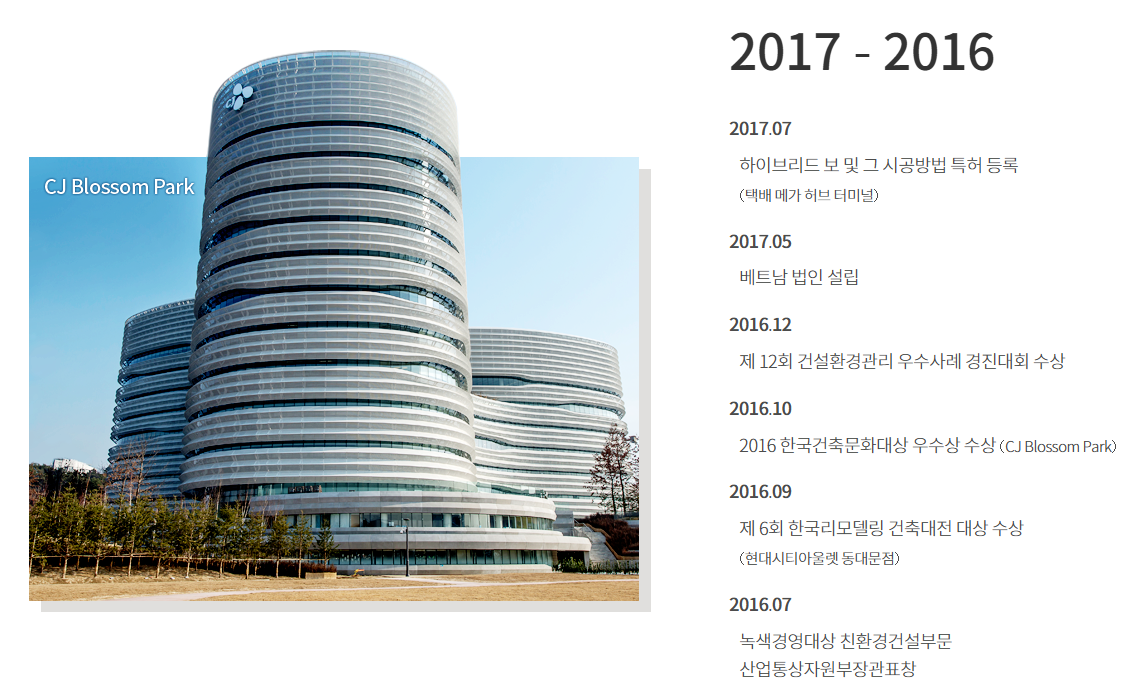 CJ
CJ Blossom Park
2017 - 2016
2017.07
하이브리드 보 및 그 시공방법 특허 등록
(택배 메가 허브 터미널)
2017.05
베트남 법인 설립
2016.12
제 12회 건설환경관리 우수사례 경진대회 수상
2016.10
2016 한국건축문화대상 우수상 수상 (CJ Blossom Park)
2016.09
제 6회 한국리모델링 건축대전 대상 수상
(현대시티아울렛 동대문점)
2016.07
녹색경영대상 친환경건설부문
산업통상자원부장관표창